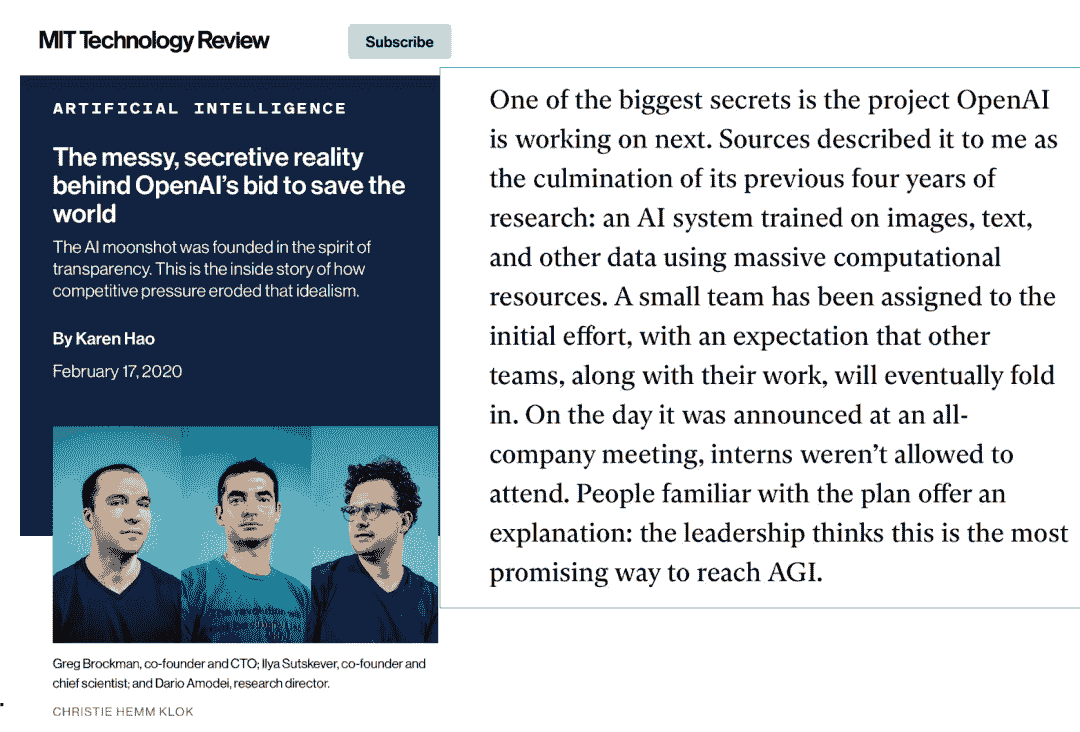 MIT Technology Review
Subscribe
ARTIFICIAL INTELLIGENCE
The messy, secretive reality
behind OpenAI’s bid to save the
world
The AI moonshot was founded in the spirit of
transparency. This is the inside story of how
competitive pressure eroded that idealism.
By Karen Hao
February 17, 2020
Greg Brockman, co-founder and CTO; Ilya Sutskever, co-founder and
chief scientist; and Dario Amodei, research director.
CHRISTIE HEMM KLOK
One of the biggest secrets is the project OpenAI
is working on next. Sources described it to me as
the culmination of its previous four years of
research: an AI system trained on images, text,
and other data using massive computational
resources. A small team has been assigned to the
initial effort, with an expectation that other
teams, along with their work, will eventually fold
in. On the day it was announced at an all-
company meeting, interns weren’t allowed to
attend. People familiar with the plan offer an
explanation: the leadership thinks this is the most
promising way to reach AGI.